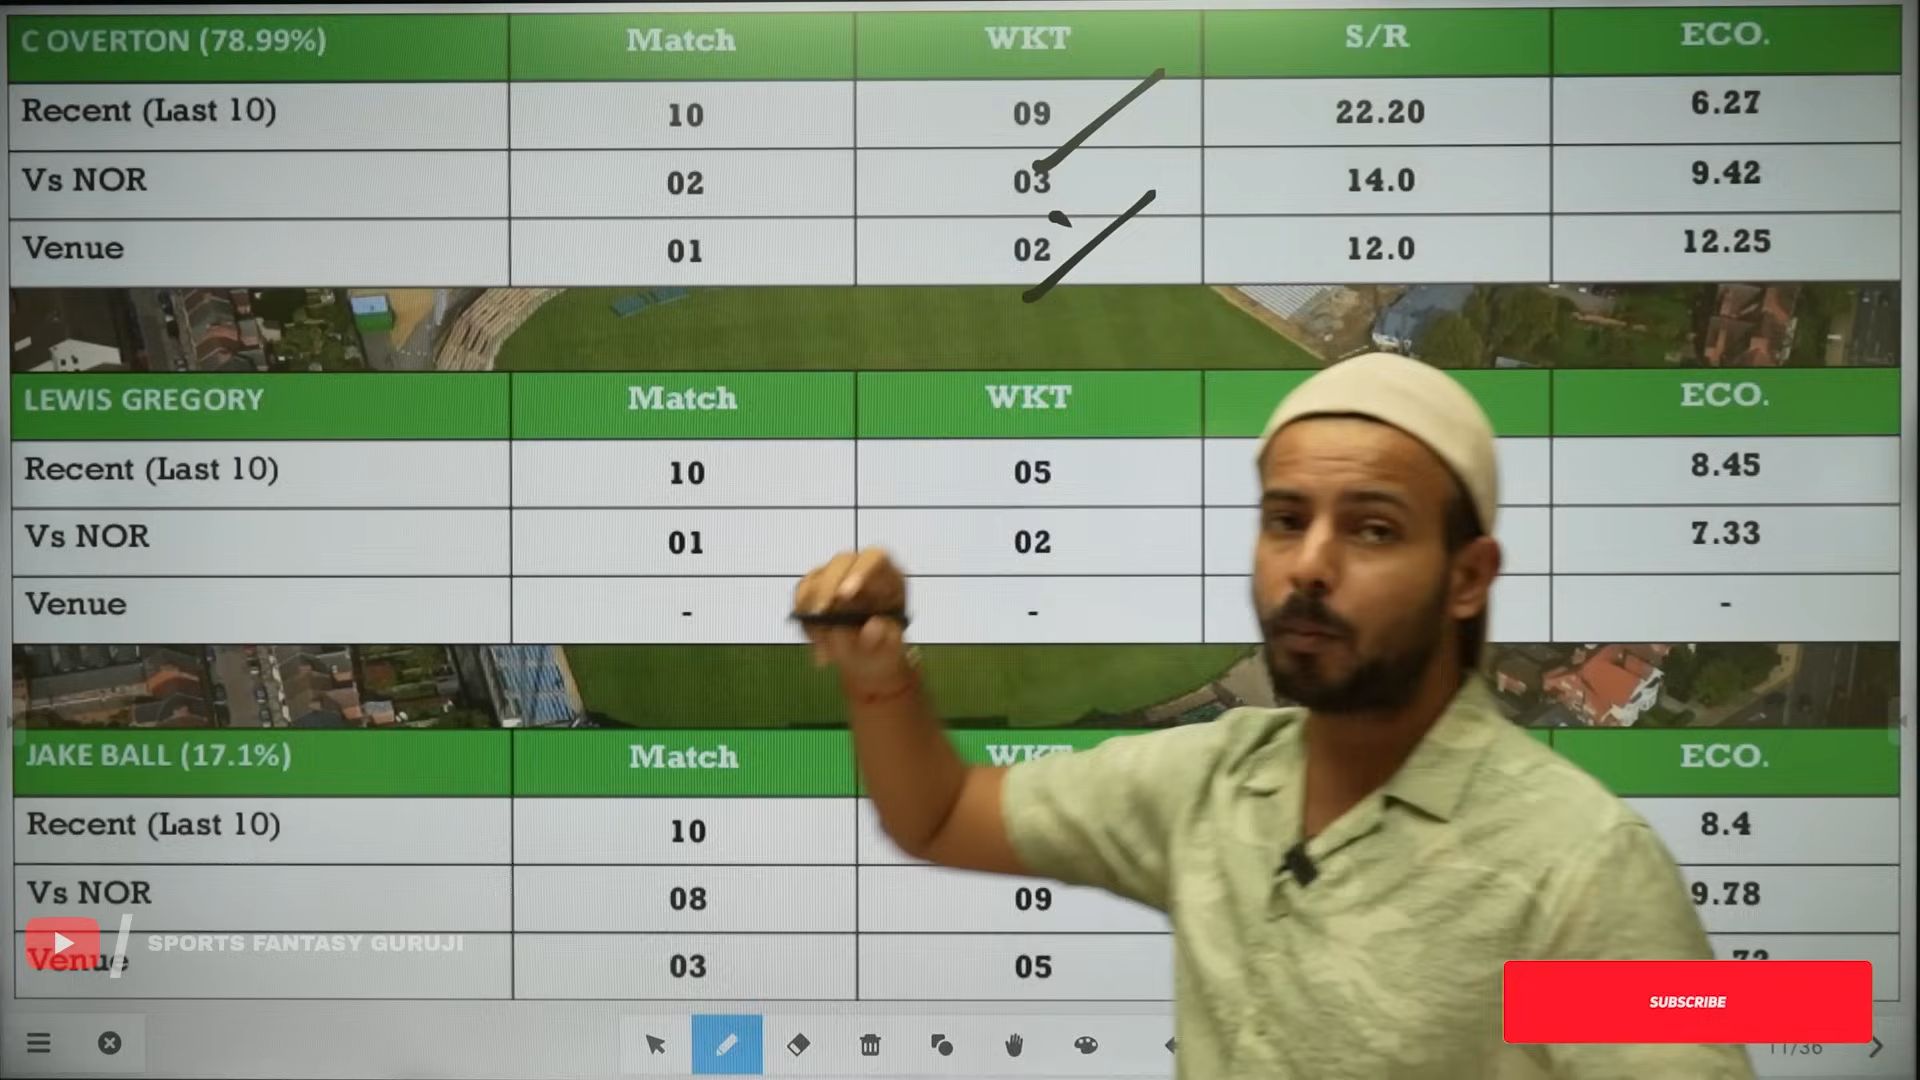 C OVERTON (78.99%) Match WKT S/R ECO.
Recent (Last 10) 10 09 22.20 6.27
Vs NOR 02 03 14.0 9.42
Venue 01 02 12.0 12.25
LEWIS GREGORY Match WKT ECO.
Recent (Last 10) 10 05 8.45
Vs NOR 01 02 7.33
Venue - - -
JAKE BALL (17.1%) Match WKT ECO.
Recent (Last 10) 10 8.4
Vs NOR 08 09 9.78
SPORTS FANTASY GURUJI
Venue 03 05
SUBSCRIBE
11/36